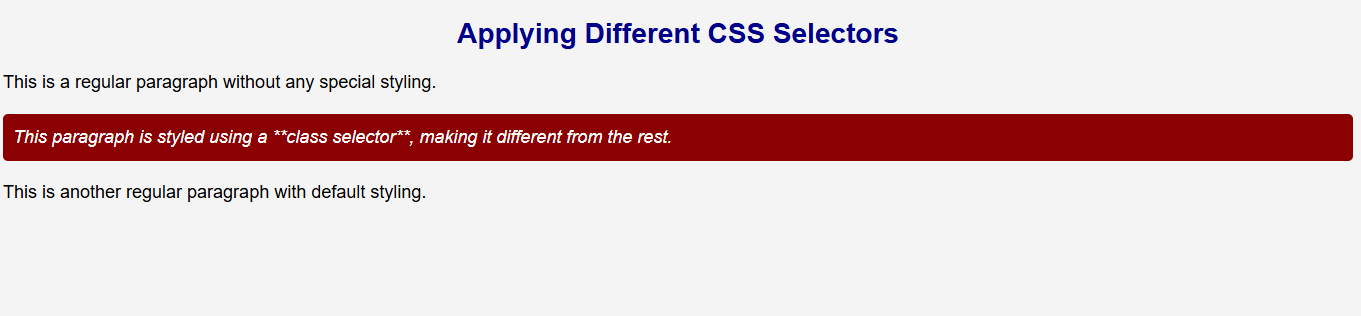 Applying Different CSS Selectors
This is a regular paragraph without any special styling.
This paragraph is styled using a **class selector**, making it different from the rest.
This is another regular paragraph with default styling.